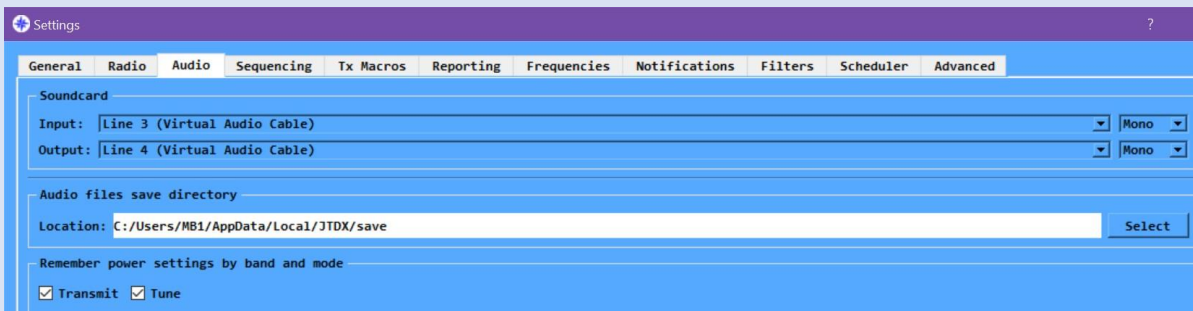 Settings ?
General Radio Audio Sequencing Tx Macros Reporting Frequencies Notifications Filters Scheduler Advanced
Soundcard
Input: Line 3 (Virtual Audio Cable) Mono
Output: Line 4 (Virtual Audio Cable) Mono
Audio files save directory
Location: C:/Users/MB1/AppData/Local/JTDX/save Select
Remember power settings by band and mode
Transmit Tune